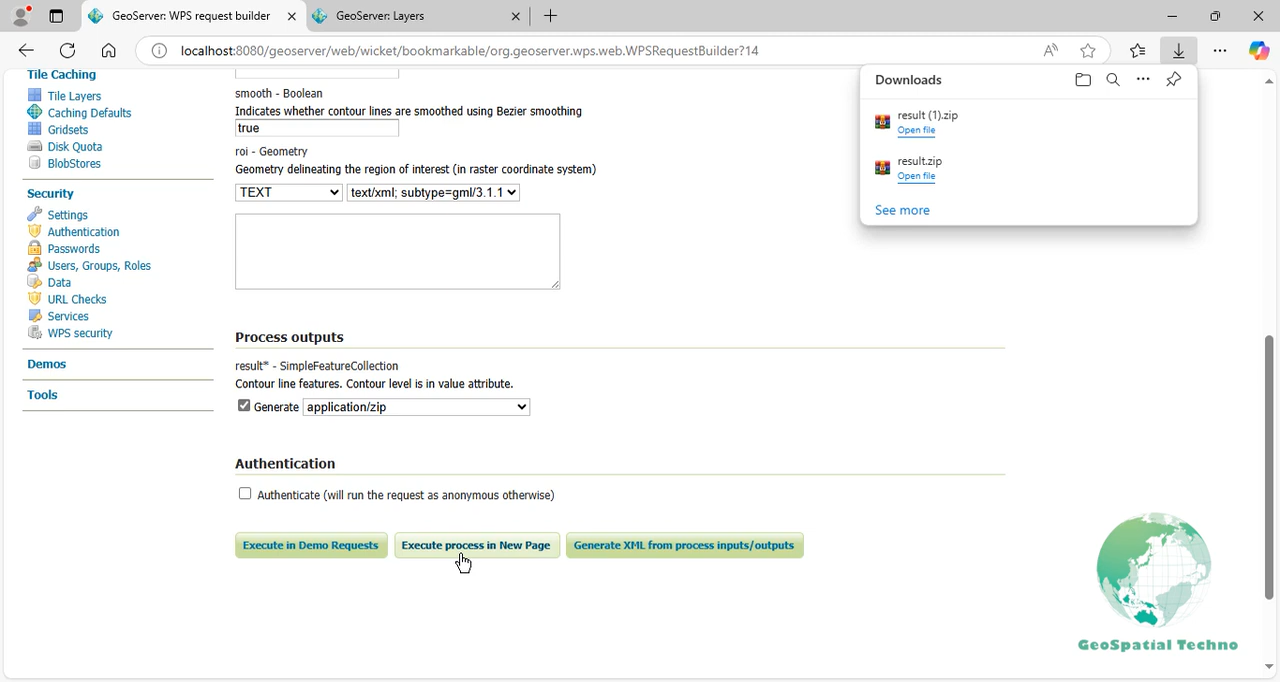 GeoServer: WPS request builder
GeoServer: Layers
localhost:8080/geoserver/web/wicket/bookmarkable/org.geoserver.wps.web.WPSRequestBuilder?14
Downloads
result (1).zip
Open file
result.zip
Open file
See more
Tile Caching
Tile Layers
Caching Defaults
Gridsets
Disk Quota
BlobStores
Security
Settings
Authentication
Passwords
Users, Groups, Roles
Data
URL Checks
Services
WPS security
Demos
Tools
smooth - Boolean
Indicates whether contour lines are smoothed using Bezier smoothing
true
roi - Geometry
Geometry delineating the region of interest (in raster coordinate system)
TEXT text/xml; subtype=gml/3.1.1
Process outputs
result* - SimpleFeatureCollection
Contour line features. Contour level is in value attribute.
Generate application/zip
Authentication
Authenticate (will run the request as anonymous otherwise)
Execute in Demo Requests Execute process in New Page Generate XML from process inputs/outputs
GeoSpatial Techno